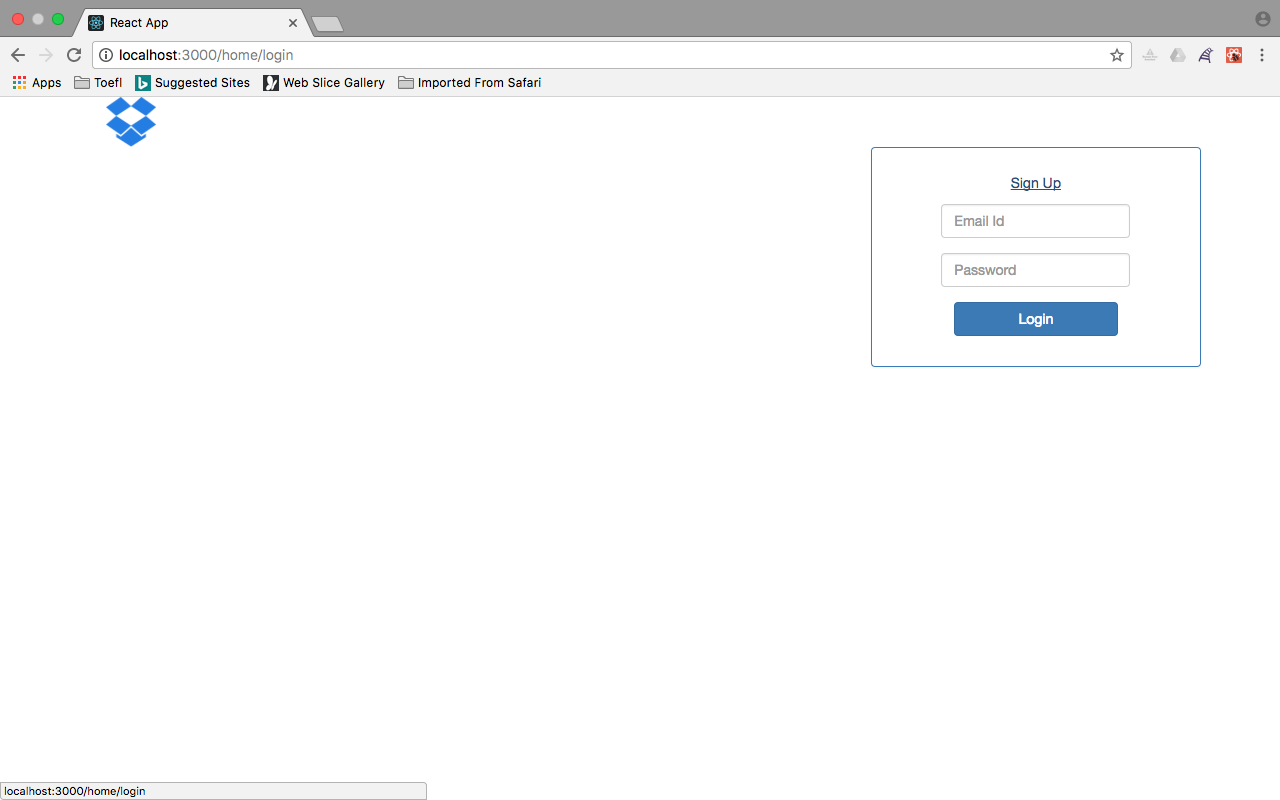 React App
localhost:3000/home/login
Apps Toefl Suggested Sites Web Slice Gallery Imported From Safari
Sign Up
Email Id
Password
Login
localhost:3000/home/login